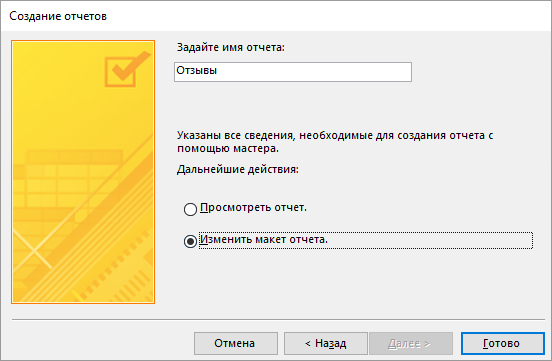 Создание отчетов
Задайте имя отчета:
Отзывы
Указаны все сведения, необходимые для создания отчета с
помощью мастера.
Дальнейшие действия:
Просмотреть отчет.
Изменить макет отчета.
Отмена
< Назад
Далее >
Готово